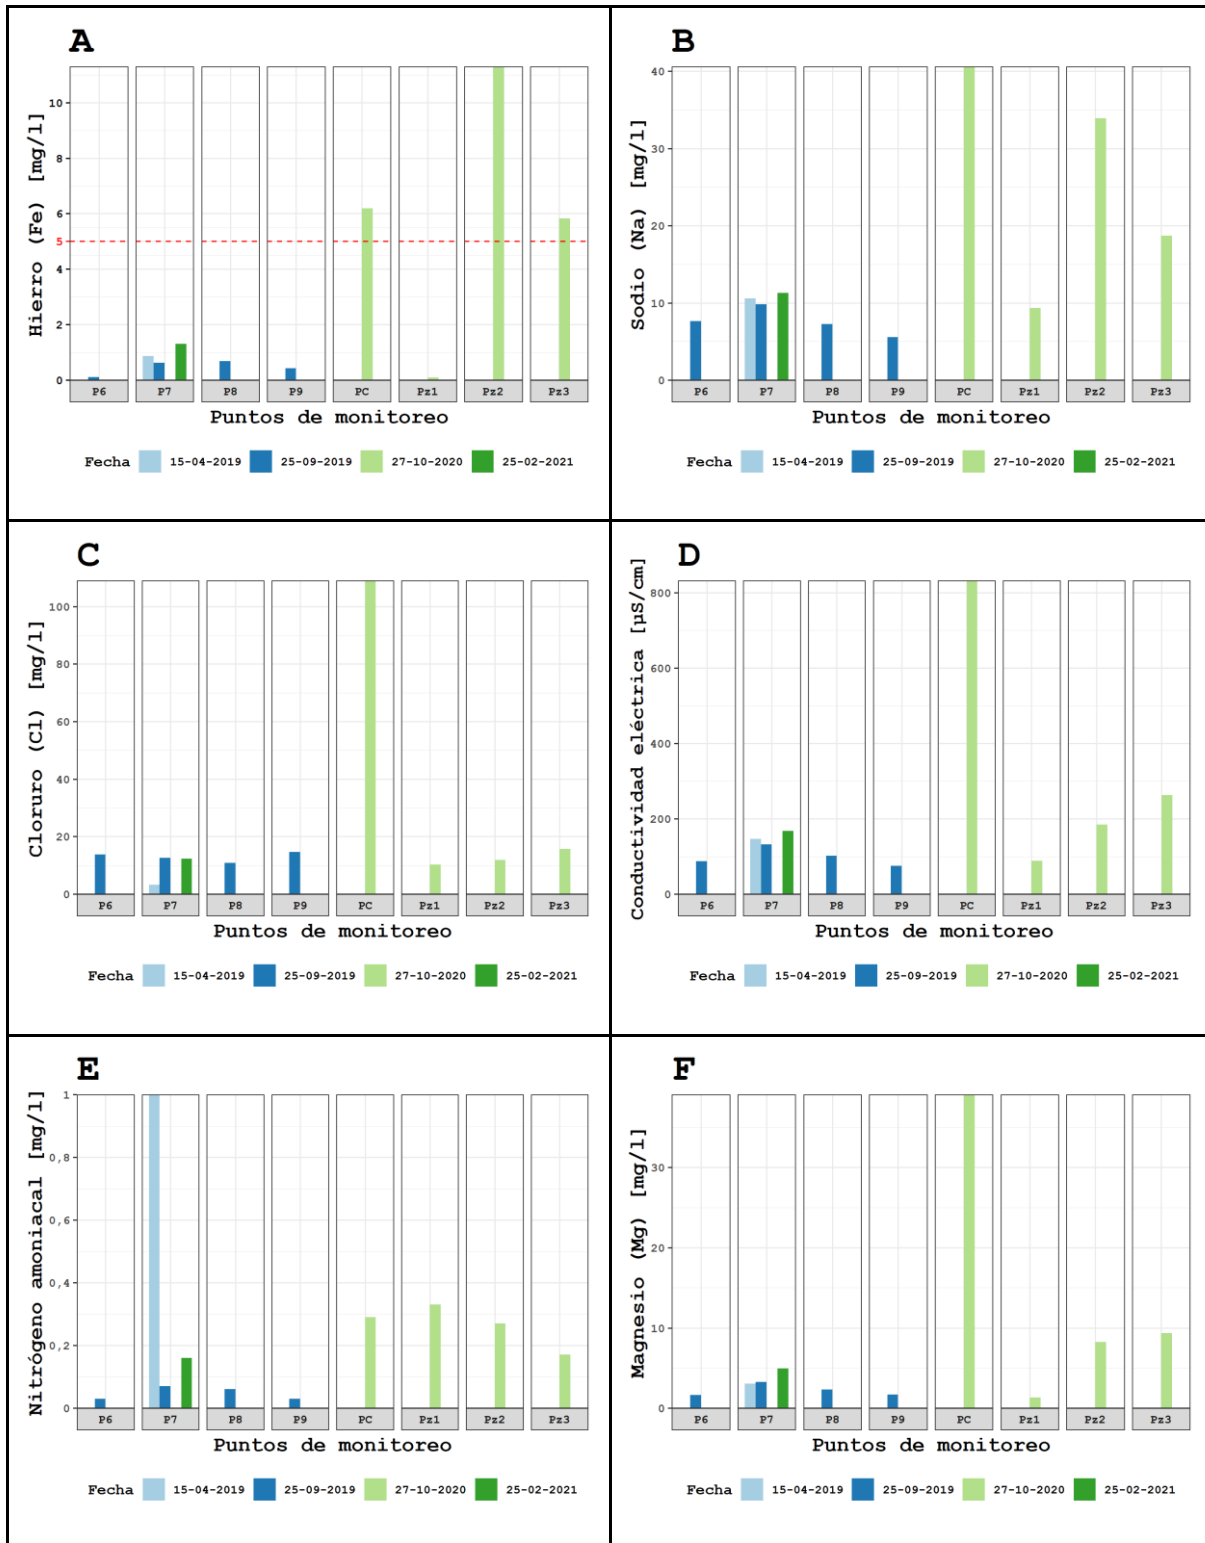 A
Hierro (Fe) [mg/l]
10
8
6
5
4
2
0
P6 P7 P8 P9 PC Pz1 Pz2 Pz3
Puntos de monitoreo
Fecha 15-04-2019 25-09-2019 27-10-2020 25-02-2021
B
Sodio (Na) [mg/l]
40
30
20
10
0
P6 P7 P8 P9 PC Pz1 Pz2 Pz3
Puntos de monitoreo
Fecha 15-04-2019 25-09-2019 27-10-2020 25-02-2021
C
Cloruro (Cl) [mg/l]
100
80
60
40
20
0
P6 P7 P8 P9 PC Pz1 Pz2 Pz3
Puntos de monitoreo
Fecha 15-04-2019 25-09-2019 27-10-2020 25-02-2021
D
Conductividad eléctrica [µS/cm]
800
600
400
200
0
P6 P7 P8 P9 PC Pz1 Pz2 Pz3
Puntos de monitoreo
Fecha 15-04-2019 25-09-2019 27-10-2020 25-02-2021
E
Nitrógeno amoniacal [mg/l]
1
0,8
0,6
0,4
0,2
0
P6 P7 P8 P9 PC Pz1 Pz2 Pz3
Puntos de monitoreo
Fecha 15-04-2019 25-09-2019 27-10-2020 25-02-2021
F
Magnesio (Mg) [mg/l]
30
20
10
0
P6 P7 P8 P9 PC Pz1 Pz2 Pz3
Puntos de monitoreo
Fecha 15-04-2019 25-09-2019 27-10-2020 25-02-2021